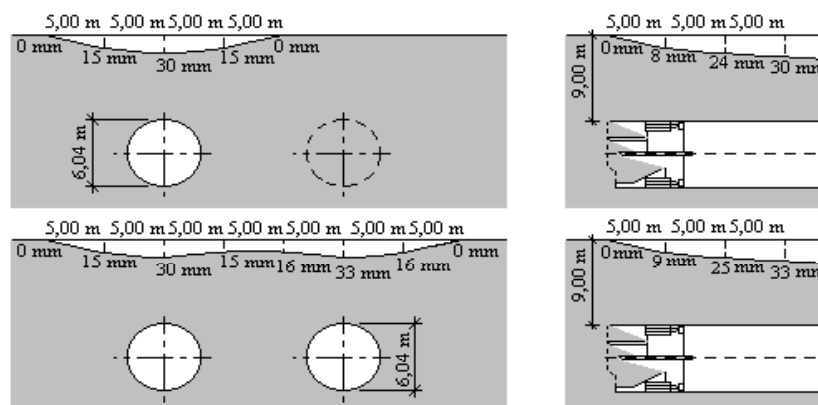 5,00 m 5,00 m 5,00 m 5,00 m
0 mm 15 mm 30 mm 15 mm 0 mm
6,04 m
5,00 m 5,00 m 5,00 m
0mm 8 mm 24 mm 30 mm
9,00 m
5,00 m 5,00 m 5,00 m 5,00 m 5,00 m 5,00 m 5,00 m
0 mm 15 mm 30 mm 15 mm 16 mm 33 mm 16 mm 0 mm
6,04 m
5,00 m 5,00 m 5,00 m
0mm 9 mm 25 mm 33 mm
9,00 m